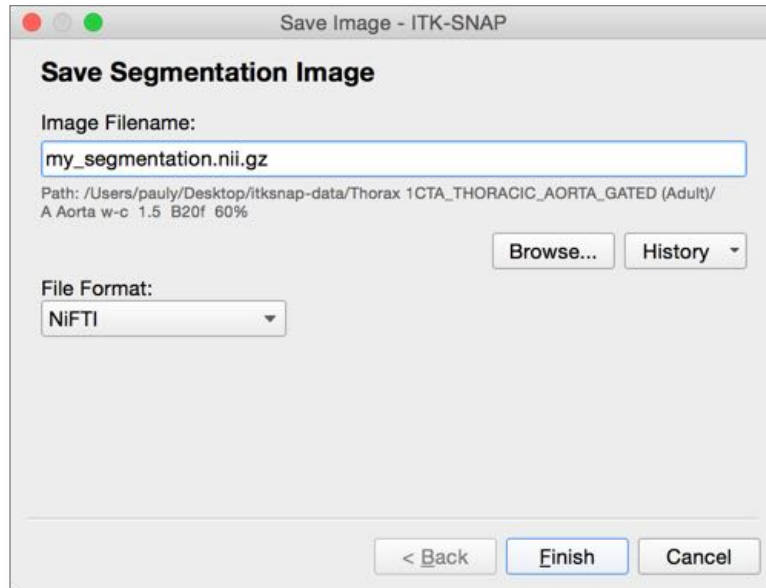 Save Image - ITK-SNAP
Save Segmentation Image
Image Filename:
my_segmentation.nii.gz
Path: /Users/pauly/Desktop/itksnap-data/Thorax 1CTA_THORACIC_AORTA_GATED (Adult)/
A Aorta w-c 1.5 B20f 60%
Browse... History
File Format:
NiFTI
< Back Finish Cancel